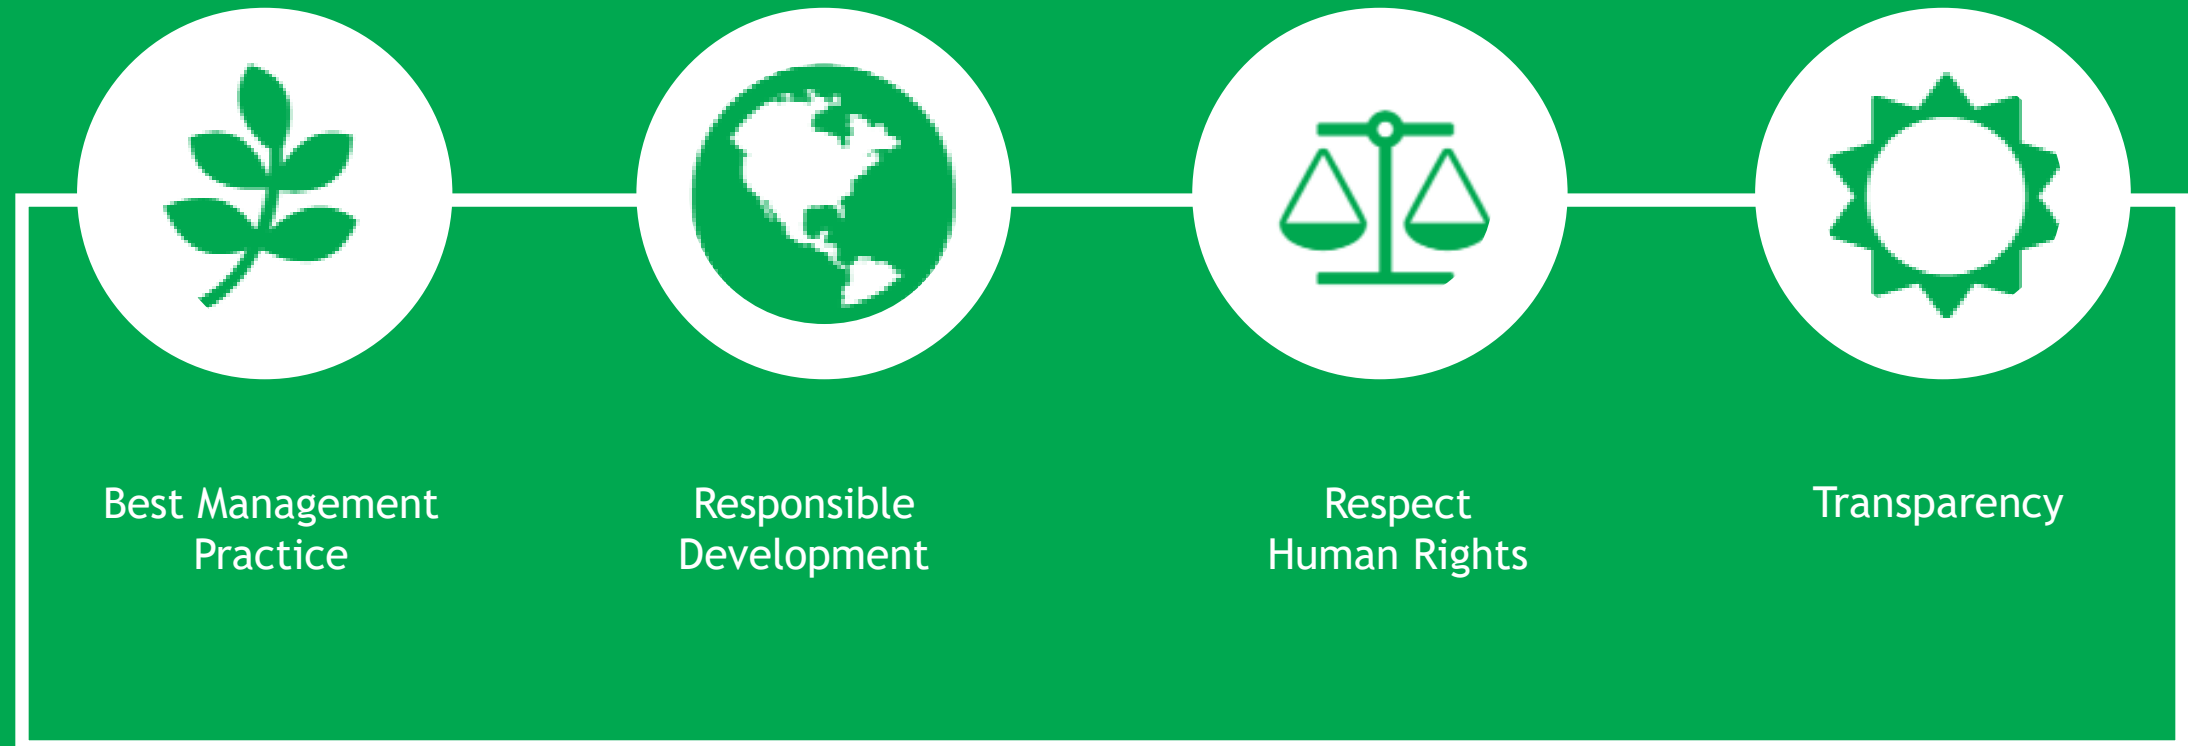 Best Management
Practice
Responsible
Development
Respect
Human Rights
Transparency